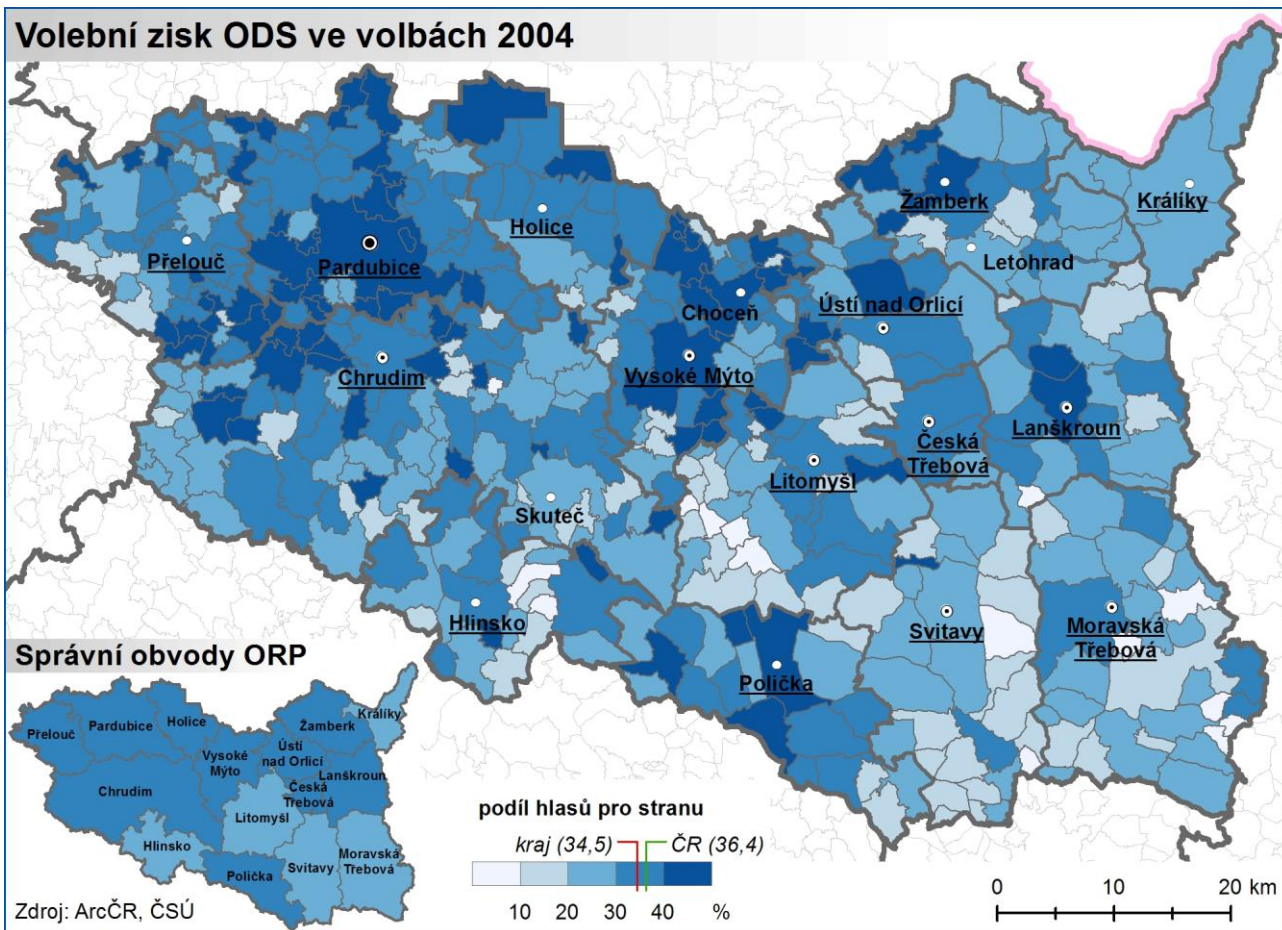 Volební zisk ODS ve volbách 2004
Žamberk
Králíky
Holice
Přelouč
Pardubice
Letohrad
Choceň
Ústí nad Orlicí
Chrudim
Vysoké Mýto
Lanškroun
Česká
Třebová
Litomyšl
Skuteč
Hlinsko
Svitavy
Moravská
Třebová
Polička
Správní obvody ORP
Přelouč
Pardubice
Holice
Žamberk
Králíky
Vysoké
Mýto
Ústí
nad Orlicí
Lanškroun
Chrudim
Česká
Třebová
Litomyšl
Hlinsko
Polička
Svitavy
Moravská
Třebová
podíl hlasů pro stranu
kraj (34,5) ČR (36,4)
10 20 30 40 %
0 10 20 km
Zdroj: ArcČR, ČSÚ